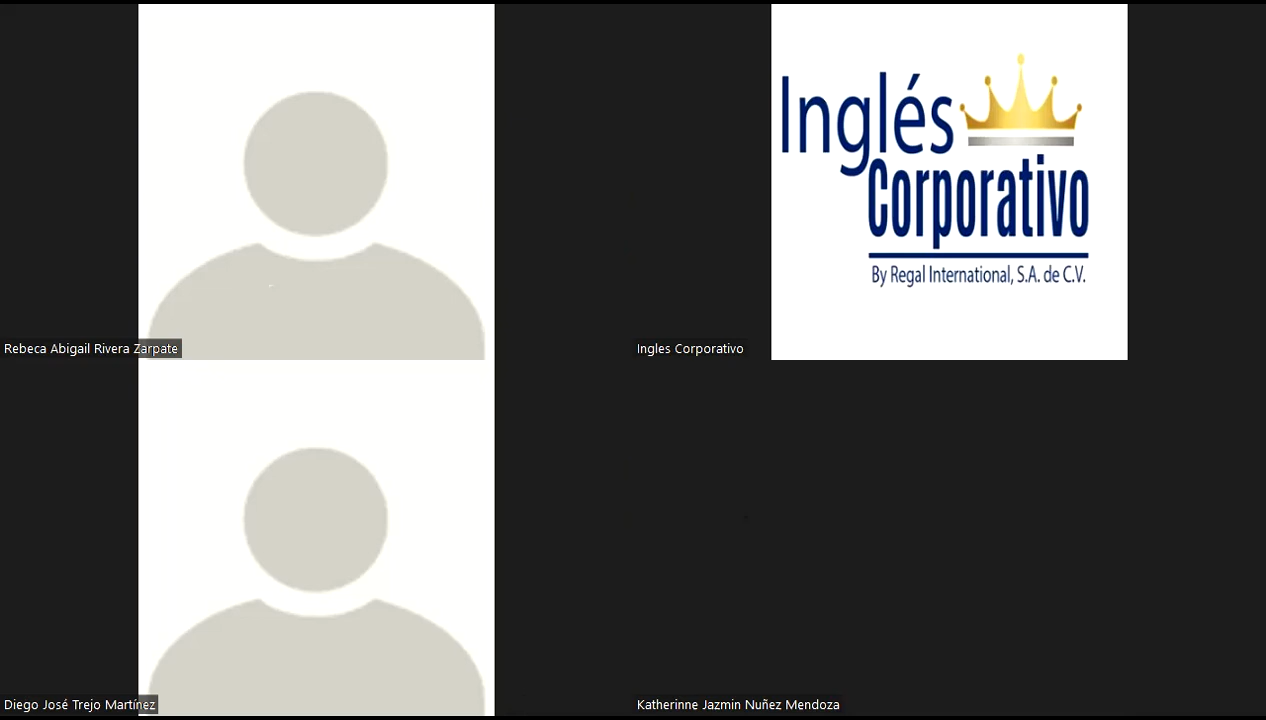 Inglés
Corporativo
By Regal International, S.A. de C.V.
Rebeca Abigail Rivera Zarpate
Ingles Corporativo
Diego José Trejo Martínez
Katherinne Jazmin Nuñez Mendoza